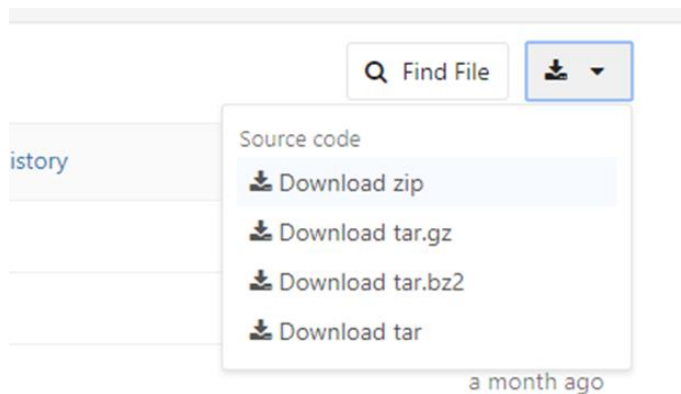 Find File
Source code
istory
Download zip
Download tar.gz
Download tar.bz2
Download tar
a month ago